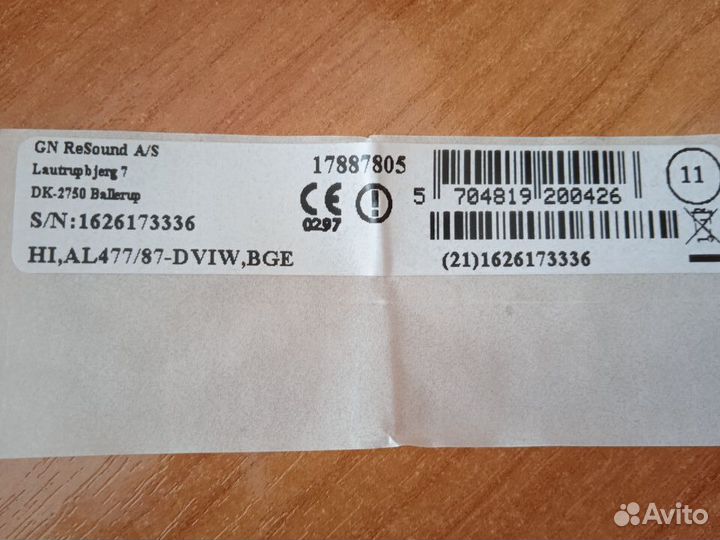 GN ReSound A/S
Lautrupbjerg 7
DK-2750 Ballerup
S/N:1626173336
HI,AL477/87-DVIW,BGE
17887805
CE
0297
5 704819 200426
(21)1626173336
11
Avito